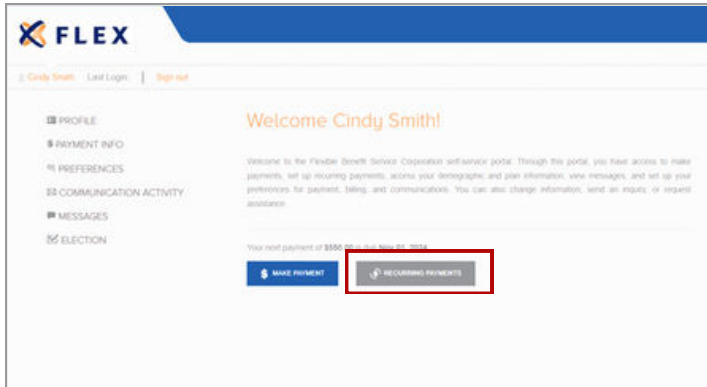 FLEX
Cindy Smith Last Login: | Sign out
PROFILE
PAYMENT INFO
PREFERENCES
COMMUNICATION ACTIVITY
MESSAGES
ELECTION
Welcome Cindy Smith!
Welcome to the Flexible Benefit Service Corporation self-service portal. Through this portal, you have access to make
payments, set up recurring payments, access your demographic and plan information, view messages, and set up your
preferences for payment, billing, and communications. You can also change information, send an inquiry, or request
assistance.
Your next payment of is due Nov 01, 2024
$ MAKE PAYMENT
RECURRING PAYMENTS